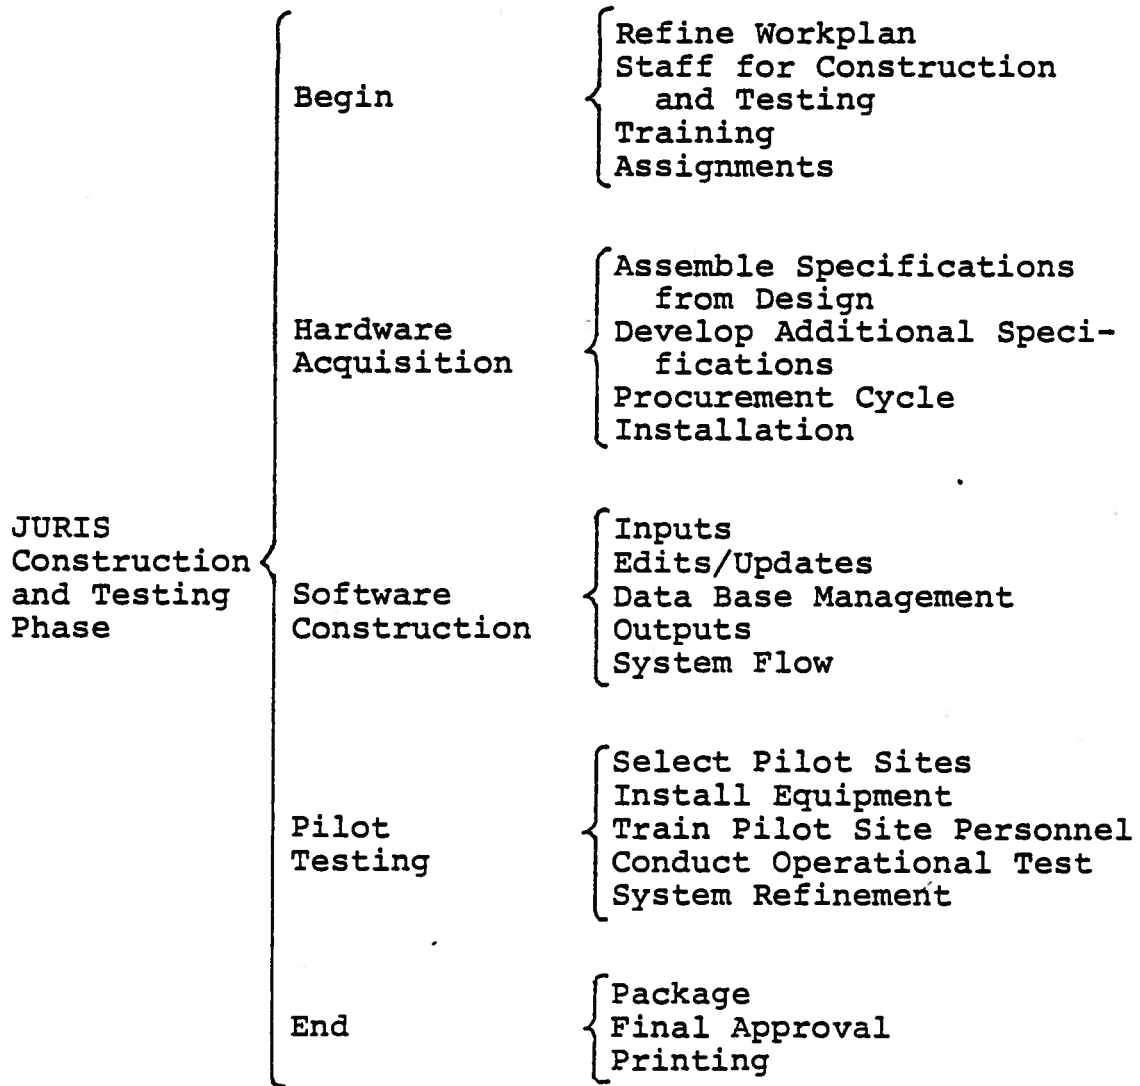 Begin
Refine Workplan
Staff for Construction
and Testing
Training
Assignments
Hardware
Acquisition
Assemble Specifications
from Design
Develop Additional Speci-
fications
Procurement Cycle
Installation
JURIS
Construction
and Testing
Phase
Software
Construction
Inputs
Edits/Updates
Data Base Management
Outputs
System Flow
Pilot
Testing
Select Pilot Sites
Install Equipment
Train Pilot Site Personnel
Conduct Operational Test
System Refinement
End
Package
Final Approval
Printing